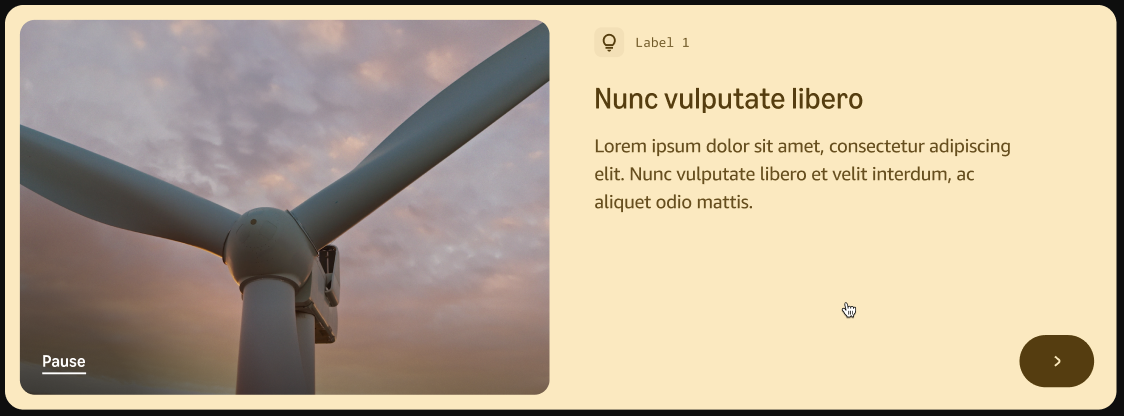 Label 1
Nunc vulputate libero
Lorem ipsum dolor sit amet, consectetur adipiscing
elit. Nunc vulputate libero et velit interdum, ac
aliquet odio mattis.
Pause